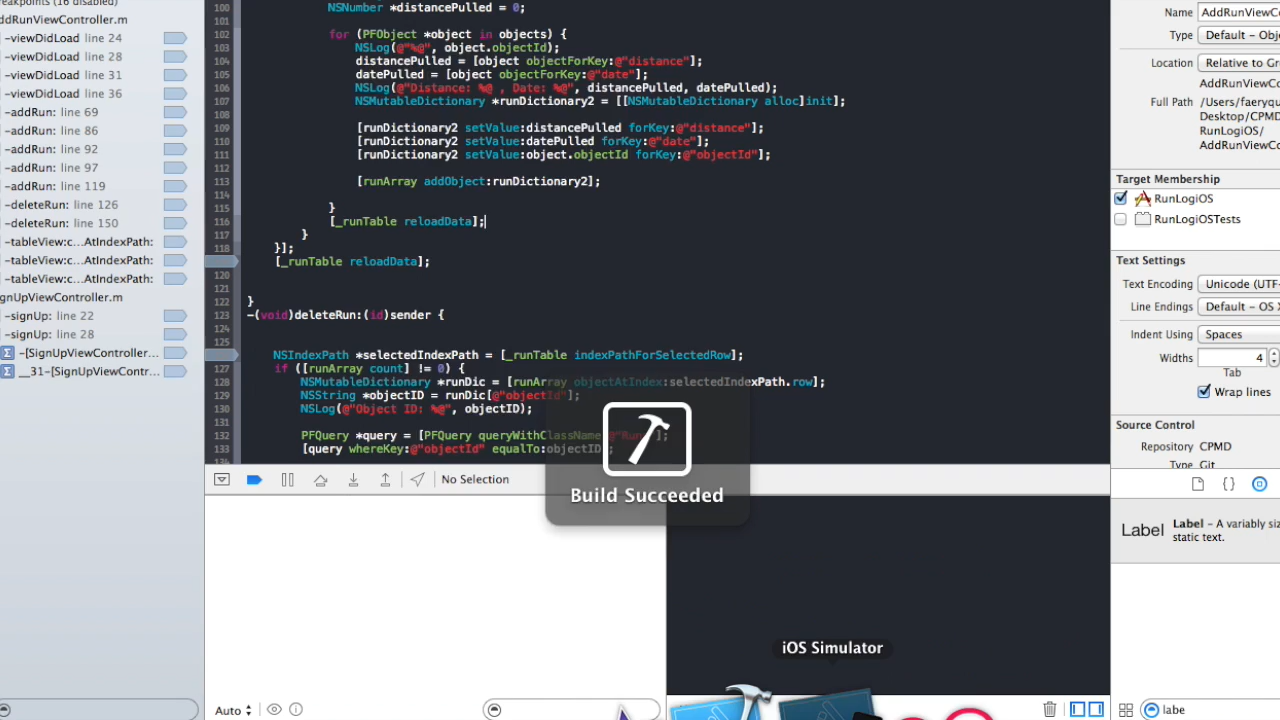 eakpoints (16 disabled)
ddRunViewController.m
-viewDidLoad line 24
-viewDidLoad line 28
-viewDidLoad line 31
-viewDidLoad line 36
-addRun: line 69
-addRun: line 86
-addRun: line 92
-addRun: line 97
-addRun: line 119
-deleteRun: line 126
-deleteRun: line 150
-tableView:c...AtIndexPath:
-tableView:c...AtIndexPath:
-tableView:c...AtIndexPath:
gnUpViewController.m
-signUp: line 22
-signUp: line 28
-[SignUpViewController...
__31-[SignUpViewContr...
100 NSNumber *distancePulled = 0;
101
102 for (PFObject *object in objects) {
103 NSLog(@"%@", object.objectId);
104 distancePulled = [object objectForKey:@"distance"];
105 datePulled = [object objectForKey:@"date"];
106 NSLog(@"Distance: %@ , Date: %@", distancePulled, datePulled);
107 NSMutableDictionary *runDictionary2 = [[NSMutableDictionary alloc]init];
109 [runDictionary2 setValue:distancePulled forKey:@"distance"];
110 [runDictionary2 setValue:datePulled forKey:@"date"];
111 [runDictionary2 setValue:object.objectId forKey:@"objectId"];
112
113 [runArray addObject:runDictionary2];
114
115 }
116 [_runTable reloadData];
117 }
118 }];
[_runTable reloadData];
120
121
122 }
123 -(void)deleteRun:(id)sender {
124
125
NSIndexPath *selectedIndexPath = [_runTable indexPathForSelectedRow];
127 if ([runArray count] != 0) {
128 NSMutableDictionary *runDic = [runArray objectAtIndex:selectedIndexPath.row];
129 NSString *objectID = runDic[@"objectId"];
130 NSLog(@"Object ID: %@", objectID);
131
132 PFQuery *query = [PFQuery queryWithClassName:@"Run"];
133 [query whereKey:@"objectId" equalTo:objectID];
134
Build Succeeded
No Selection
iOS Simulator
Auto
Name AddRunViewCo
Type Default - Obje
Location Relative to Gro
AddRunViewCo
Full Path /Users/faeryqu
Desktop/CPMD
RunLogiOS/
AddRunViewCo
Target Membership
RunLogiOS
RunLogiOSTests
Text Settings
Text Encoding Unicode (UTF-
Line Endings Default - OS X
Indent Using Spaces
Widths 4
Tab
Wrap lines
Source Control
Repository CPMD
Type Git
Label Label - A variably siz
static text.
labe